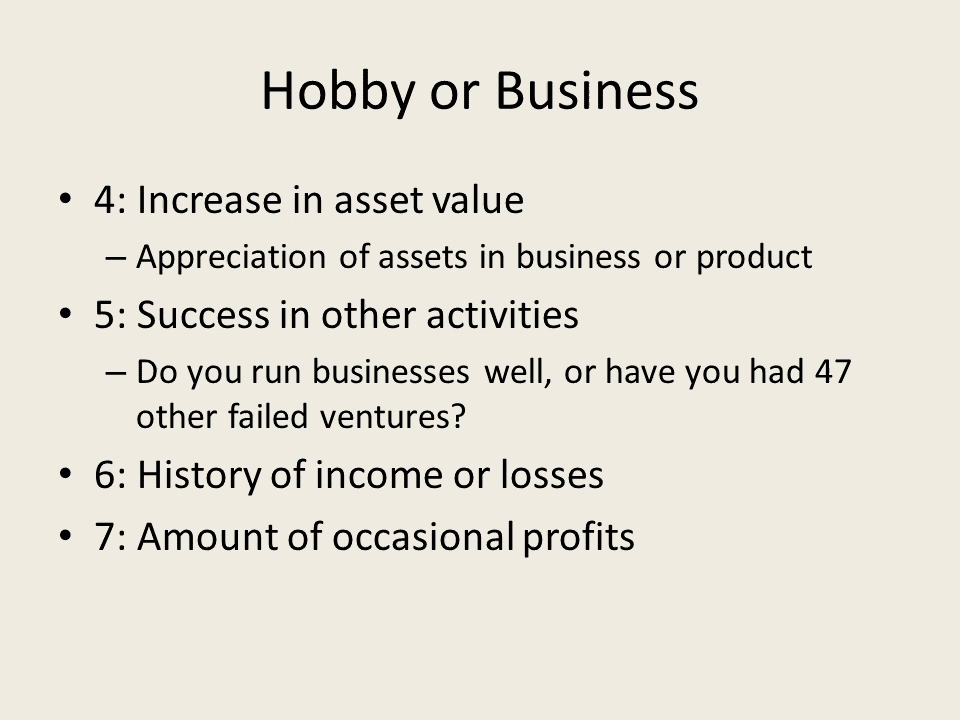 Hobby or Business
• 4: Increase in asset value
– Appreciation of assets in business or product
• 5: Success in other activities
– Do you run businesses well, or have you had 47
other failed ventures?
• 6: History of income or losses
• 7: Amount of occasional profits